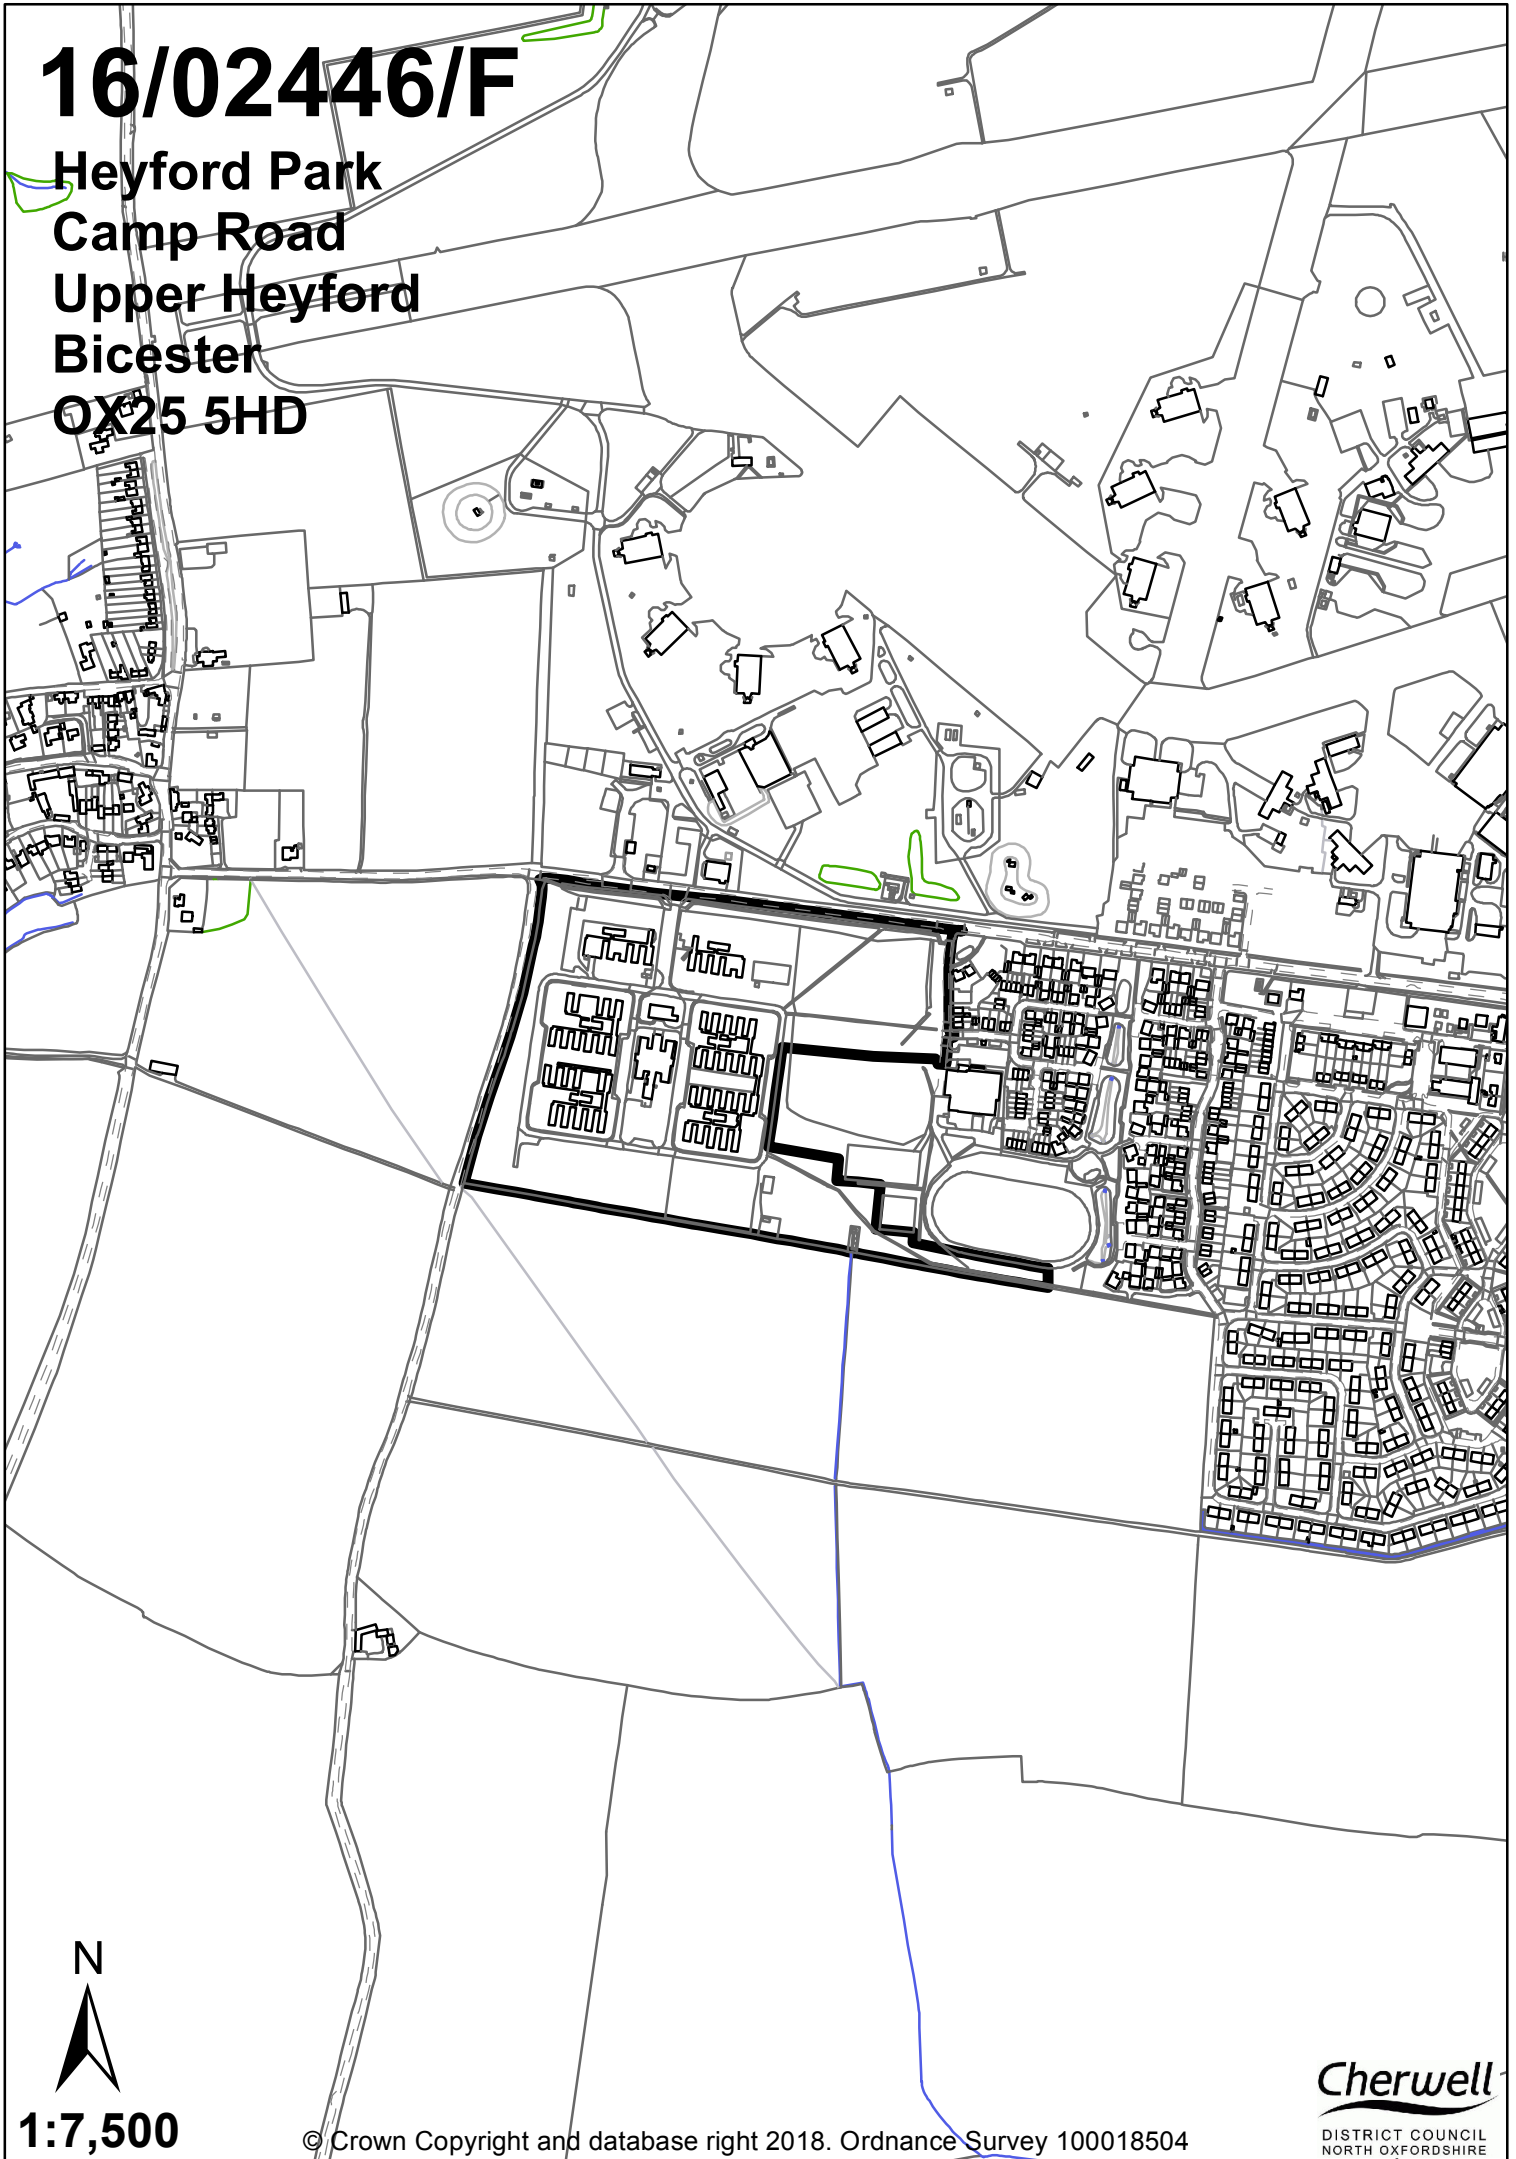 16/02446/F
Heyford Park
Camp Road
Upper Heyford
Bicester
OX25 5HD
N
1:7,500
© Crown Copyright and database right 2018. Ordnance Survey 100018504
Cherwell
DISTRICT COUNCIL
NORTH OXFORDSHIRE